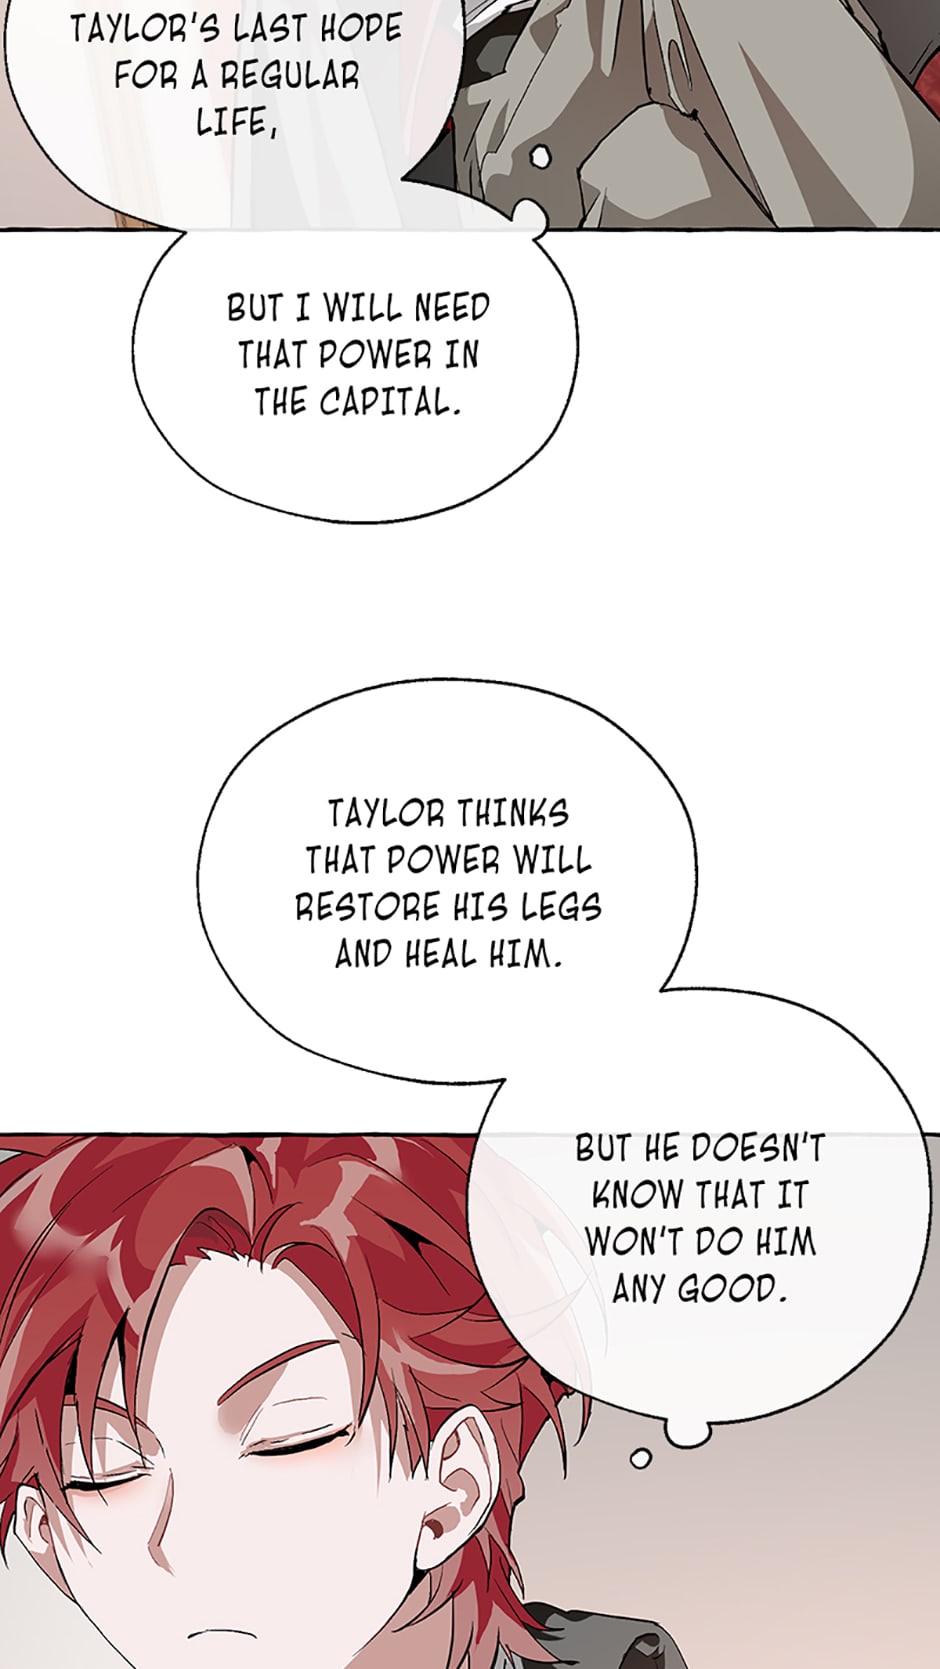 TAYLOR'S LAST HOPE
FOR A REGULAR
LIFE,
BUT I WILL NEED
THAT POWER IN
THE CAPITAL.
TAYLOR THINKS
THAT POWER WILL
RESTORE HIS LEGS
AND HEAL HIM.
BUT HE DOESN'T
KNOW THAT IT
WON'T DO HIM
ANY GOOD.